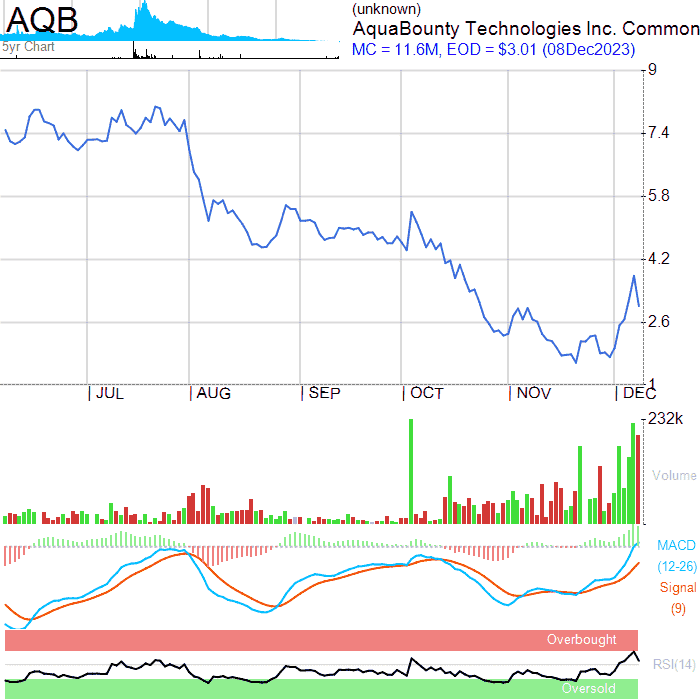 AQB
5yr Chart
(unknown)
AquaBounty Technologies Inc. Common
MC = 11.6M, EOD = $3.01 (08Dec2023)
9
7.4
5.8
4.2
2.6
1
JUL AUG SEP OCT NOV DEC
232k
Volume
MACD
(12-26)
Signal
(9)
Overbought
RSI(14)
Oversold